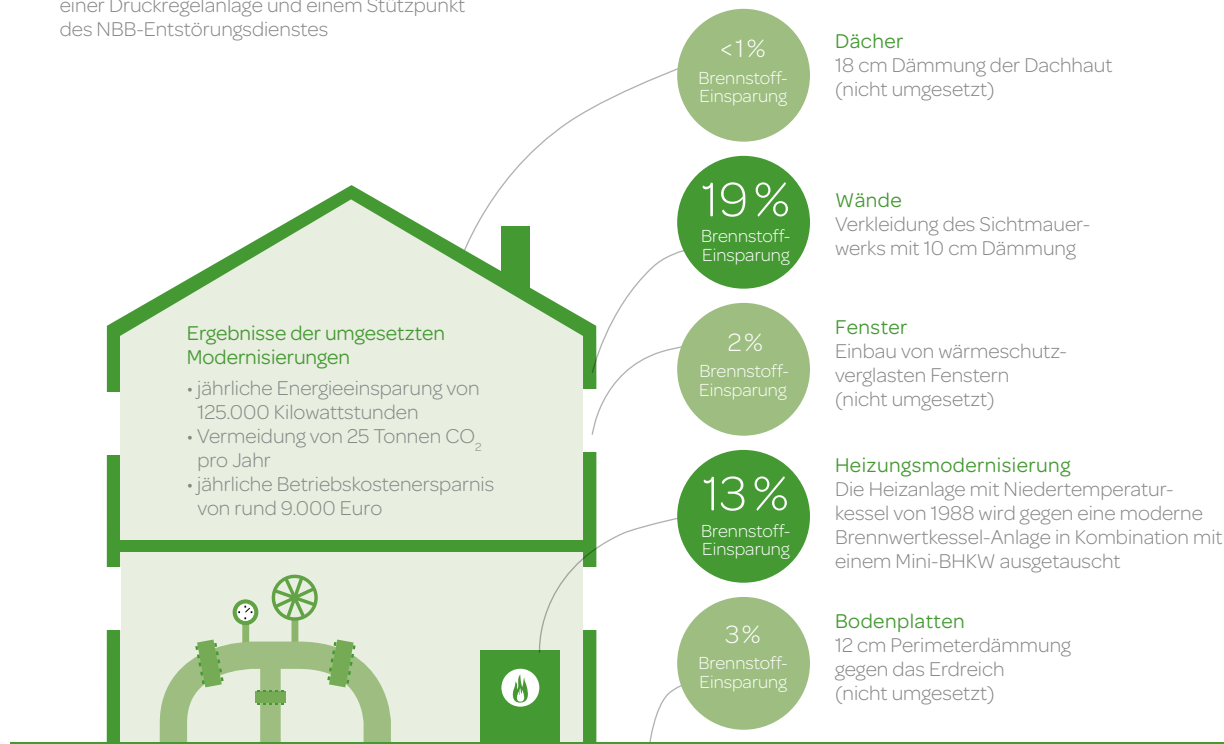 einer Druckregelanlage und einem Stützpunkt
des NBB-Entstörungsdienstes
<1%
Brennstoff-
Einsparung
Dächer
18 cm Dämmung der Dachhaut
(nicht umgesetzt)
19%
Brennstoff-
Einsparung
Wände
Verkleidung des Sichtmauer-
werks mit 10 cm Dämmung
Ergebnisse der umgesetzten
Modernisierungen
• jährliche Energieeinsparung von
125.000 Kilowattstunden
• Vermeidung von 25 Tonnen CO₂
pro Jahr
• jährliche Betriebskostenersparnis
von rund 9.000 Euro
2%
Brennstoff-
Einsparung
Fenster
Einbau von wärmeschutz-
verglasten Fenstern
(nicht umgesetzt)
13%
Brennstoff-
Einsparung
Heizungsmodernisierung
Die Heizanlage mit Niedertemperatur-
kessel von 1988 wird gegen eine moderne
Brennwertkessel-Anlage in Kombination mit
einem Mini-BHKW ausgetauscht
3%
Brennstoff-
Einsparung
Bodenplatten
12 cm Perimeterdämmung
gegen das Erdreich
(nicht umgesetzt)